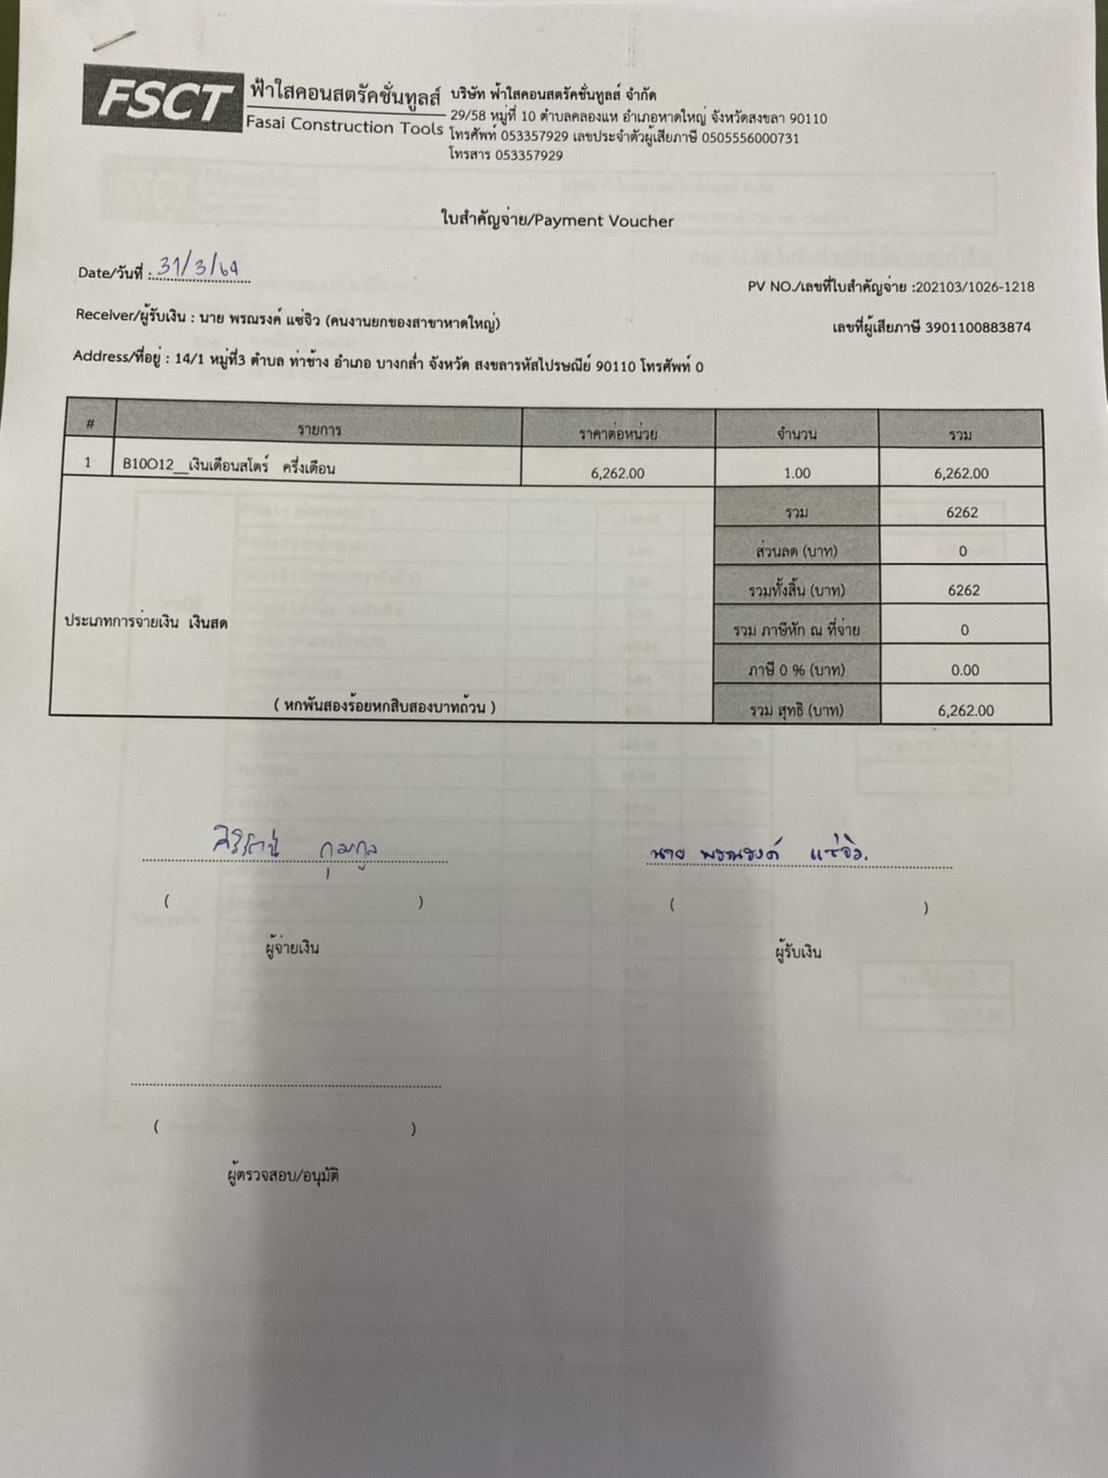 FSCT
ฟ้าใสคอนสตรัคชั่นทูลส์
Fasai Construction Tools
บริษัท ฟ้าใสคอนสตรัคชั่นทูลส์ จำกัด
29/58 หมู่ที่ 10 ตำบลคลองแห อำเภอหาดใหญ่ จังหวัดสงขลา 90110
โทรศัพท์ 053357929 เลขประจำตัวผู้เสียภาษี 0505556000731
โทรสาร 053357929
ใบสำคัญจ่าย/Payment Voucher
Date/วันที่ : 31/3/64
PV NO./เลขที่ใบสำคัญจ่าย :202103/1026-1218
Receiver/ผู้รับเงิน : นาย พรณรงค์ แซ่จิว (คนงานยกของสาขาหาดใหญ่)
เลขที่ผู้เสียภาษี 3901100883874
Address/ที่อยู่ : 14/1 หมู่ที่3 ตำบล ท่าช้าง อำเภอ บางกล่ำ จังหวัด สงขลารหัสไปรษณีย์ 90110 โทรศัพท์ 0
# รายการ ราคาต่อหน่วย จำนวน รวม
1 B10O12__เงินเดือนสโตร์ ครึ่งเดือน 6,262.00 1.00 6,262.00
รวม 6262
ส่วนลด (บาท) 0
รวมทั้งสิ้น (บาท) 6262
ประเภทการจ่ายเงิน เงินสด
รวม ภาษีหัก ณ ที่จ่าย 0
ภาษี 0 % (บาท) 0.00
( หกพันสองร้อยหกสิบสองบาทถ้วน ) รวม สุทธิ (บาท) 6,262.00
นาย พรณรงค์ แซ่จิว.
( ) ( )
ผู้จ่ายเงิน ผู้รับเงิน
( )
ผู้ตรวจสอบ/อนุมัติ